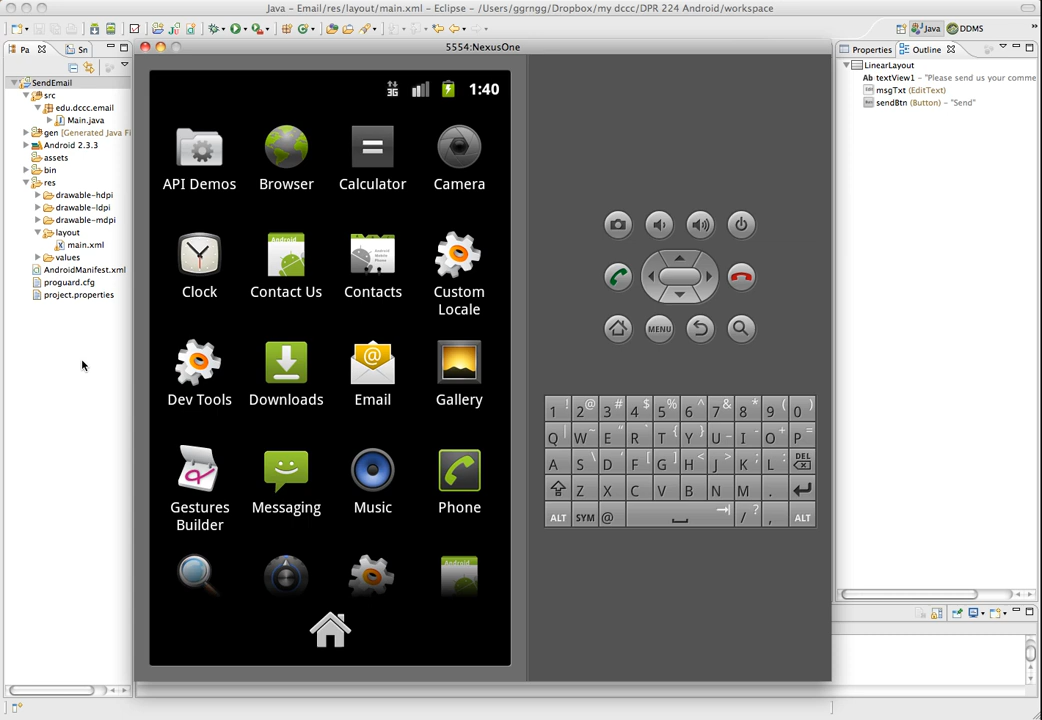 Java – Email/res/layout/main.xml – Eclipse – /Users/ggrngg/Dropbox/my dccc/DPR 224 Android/workspace
Java
DDMS
Pa
Sn
SendEmail
src
edu.dccc.email
Main.java
gen [Generated Java Fi
Android 2.3.3
assets
bin
res
drawable-hdpi
drawable-ldpi
drawable-mdpi
layout
main.xml
values
AndroidManifest.xml
proguard.cfg
project.properties
5554:NexusOne
3G
1:40
API Demos
Browser
Calculator
Camera
Clock
Contact Us
Contacts
Custom
Locale
Dev Tools
Downloads
Email
Gallery
Gestures
Builder
Messaging
Music
Phone
MENU
1 ! 2 @ 3 # 4 $ 5 % 6 ^ 7 & 8 * 9 ( 0 )
Q | W ~ E " R ` T { Y } U - I - O + P =
A S \ D ' F [ G ] H < J > K ; L : DEL
Z X C V B N M .
ALT SYM @ / ? , ALT
Properties
Outline
LinearLayout
Ab textView1 – "Please send us your comme
msgTxt (EditText)
sendBtn (Button) – "Send"